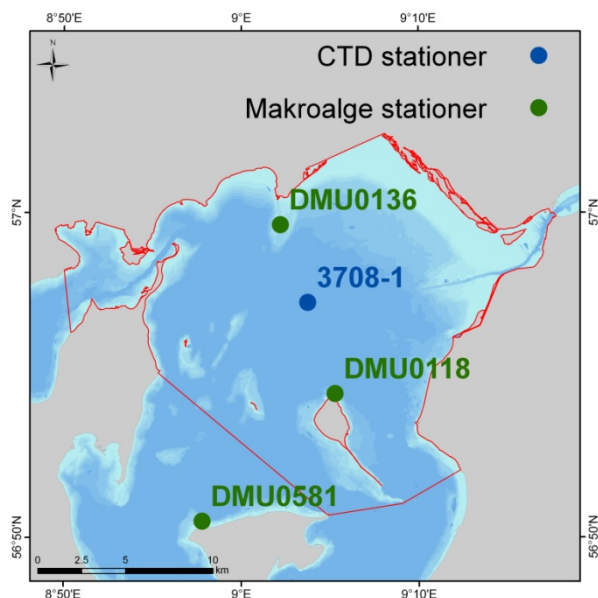 8°50'E 9°E 9°10'E
N
CTD stationer
Makroalge stationer
57°N 57°N
DMU0136
3708-1
DMU0118
DMU0581
56°50'N 56°50'N
0 2.5 5 10
km
8°50'E 9°E 9°10'E